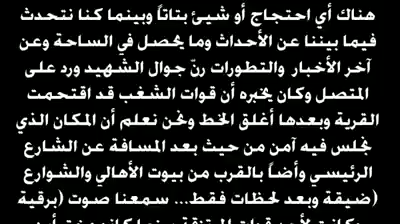 هناك أي احتجاج أو شيئ بتاتاً وبينما كنا نتحدث
فيما بيننا عن الأحداث وما يحصل في الساحة وعن
آخر الأخبار والتطورات رنّ جوال الشهيد ورد على
المتصل وكان يخبره أن قوات الشغب قد اقتحمت
القرية وبعدها أغلق الخط ونحن نعلم أن المكان الذي
نجلس فيه آمن من حيث بعد المسافة عن الشارع
الرئيسي وأضاً بالقرب من بيوت الأهالي والشوارع
(ضيقة وبعد لحظات فقط... سمعنا صوت (برقية